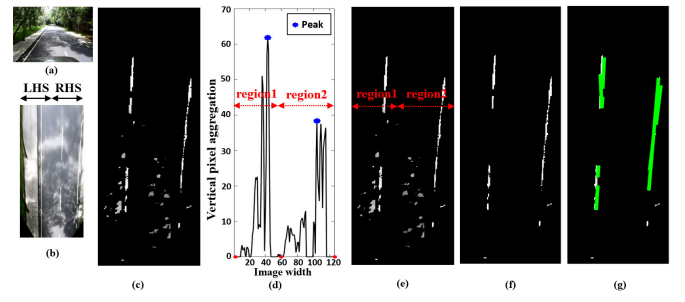 (a)
LHS RHS
(b)
(c)
Vertical pixel aggregation
70
60
50
40
30
20
10
0
Peak
region1
region2
0 20 40 60 80 100 120
Image width
(d)
region1
region2
(e)
(f)
(g)